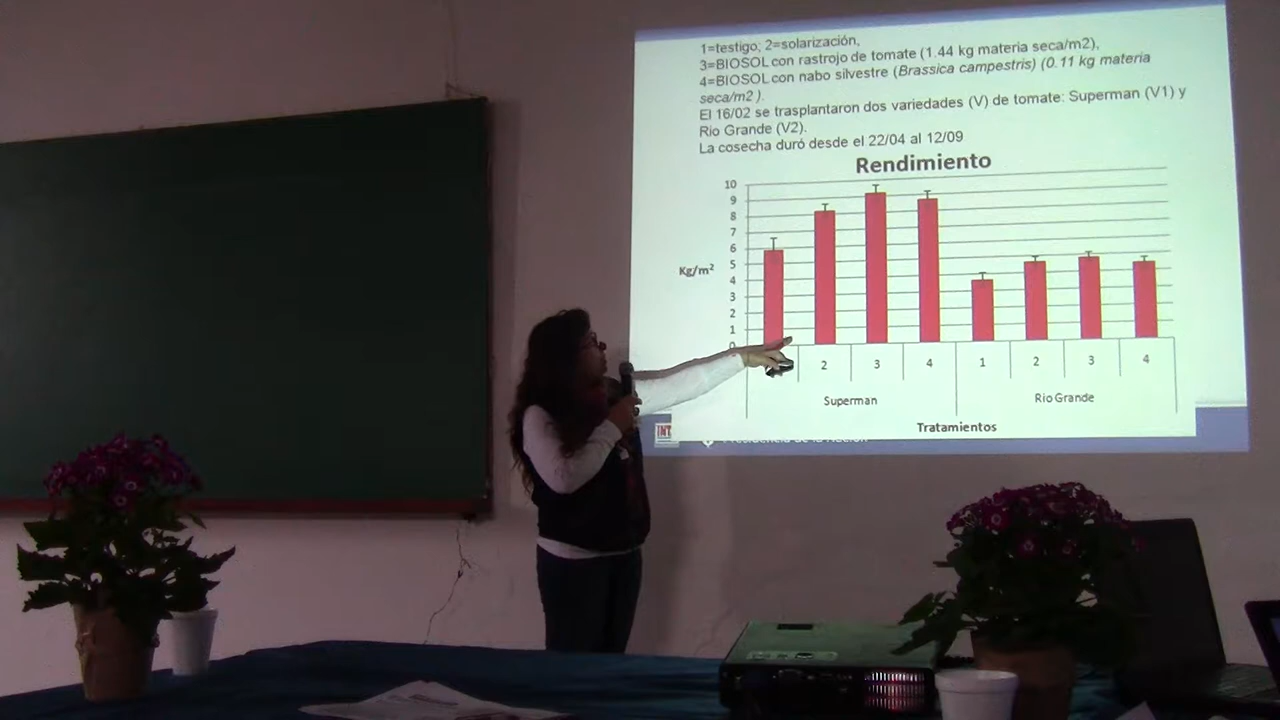 1=testigo; 2=solarización,
3=BIOSOL con rastrojo de tomate (1.44 kg materia seca/m2),
4=BIOSOL con nabo silvestre (Brassica campestris) (0.11 kg materia
seca/m2 ).
El 16/02 se trasplantaron dos variedades (V) de tomate: Superman (V1) y
Rio Grande (V2).
La cosecha duró desde el 22/04 al 12/09
Rendimiento
10
9
8
7
6
5
4
3
2
1
0
Kg/m²
2 3 4 1 2 3 4
Superman Rio Grande
Tratamientos
INT